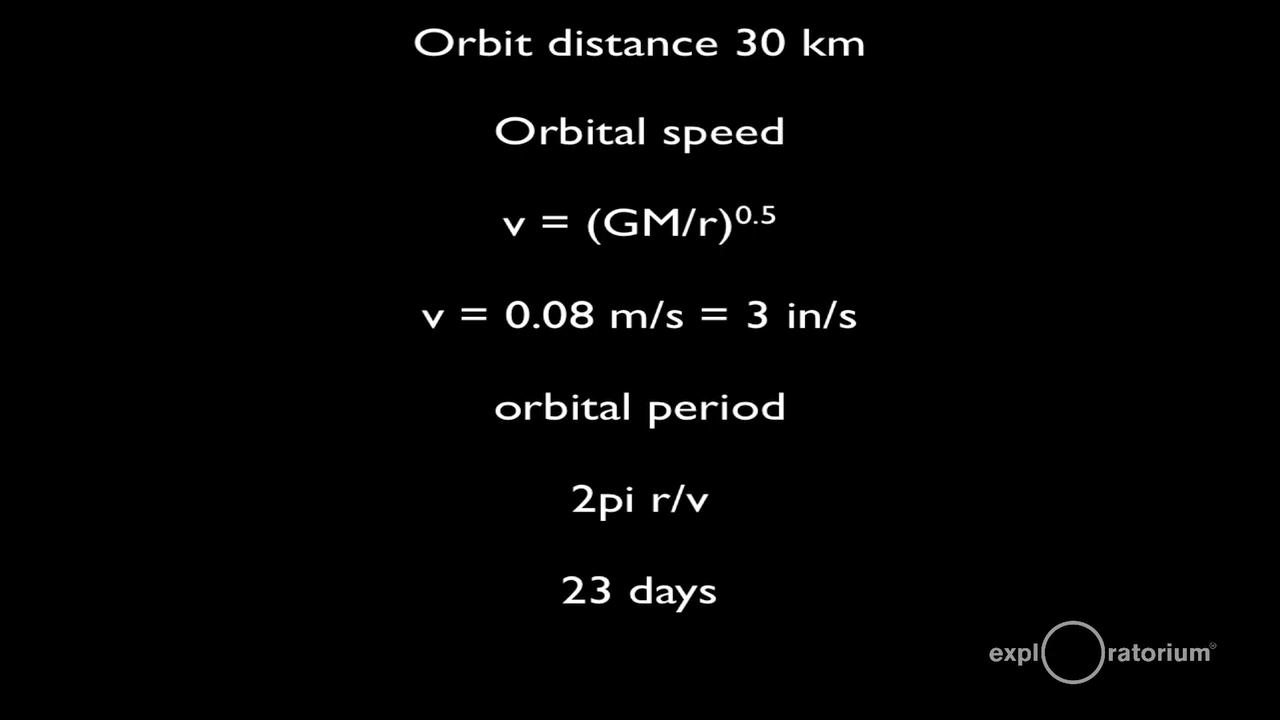 Orbit distance 30 km
Orbital speed
v = (GM/r)^0.5
v = 0.08 m/s = 3 in/s
orbital period
2pi r/v
23 days
explOratorium®